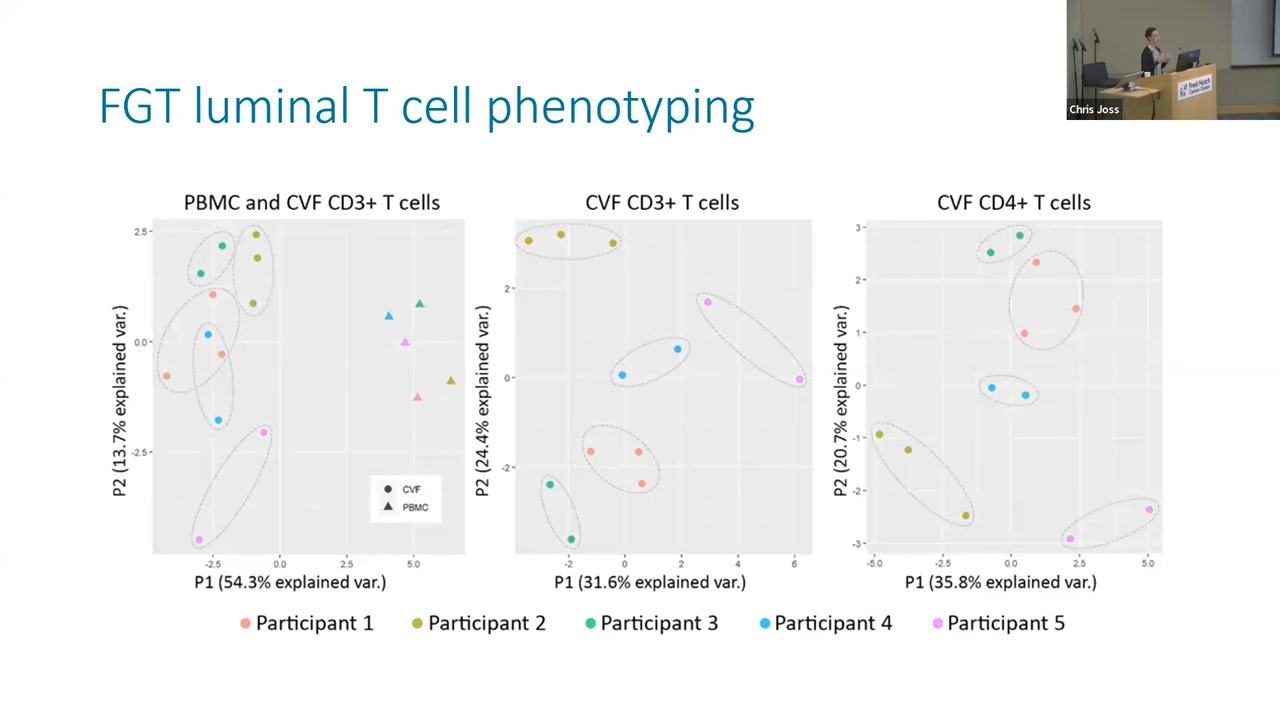 Fred Hutch
Cancer Center
Chris Joss
FGT luminal T cell phenotyping
PBMC and CVF CD3+ T cells
P2 (13.7% explained var.)
2.5
0.0
-2.5
-2.5
0.0
2.5
5.0
P1 (54.3% explained var.)
CVF
PBMC
CVF CD3+ T cells
P2 (24.4% explained var.)
2
0
-2
-2
0
2
4
6
P1 (31.6% explained var.)
CVF CD4+ T cells
P2 (20.7% explained var.)
3
2
1
0
-1
-2
-3
-5.0
-2.5
0.0
2.5
5.0
P1 (35.8% explained var.)
Participant 1
Participant 2
Participant 3
Participant 4
Participant 5